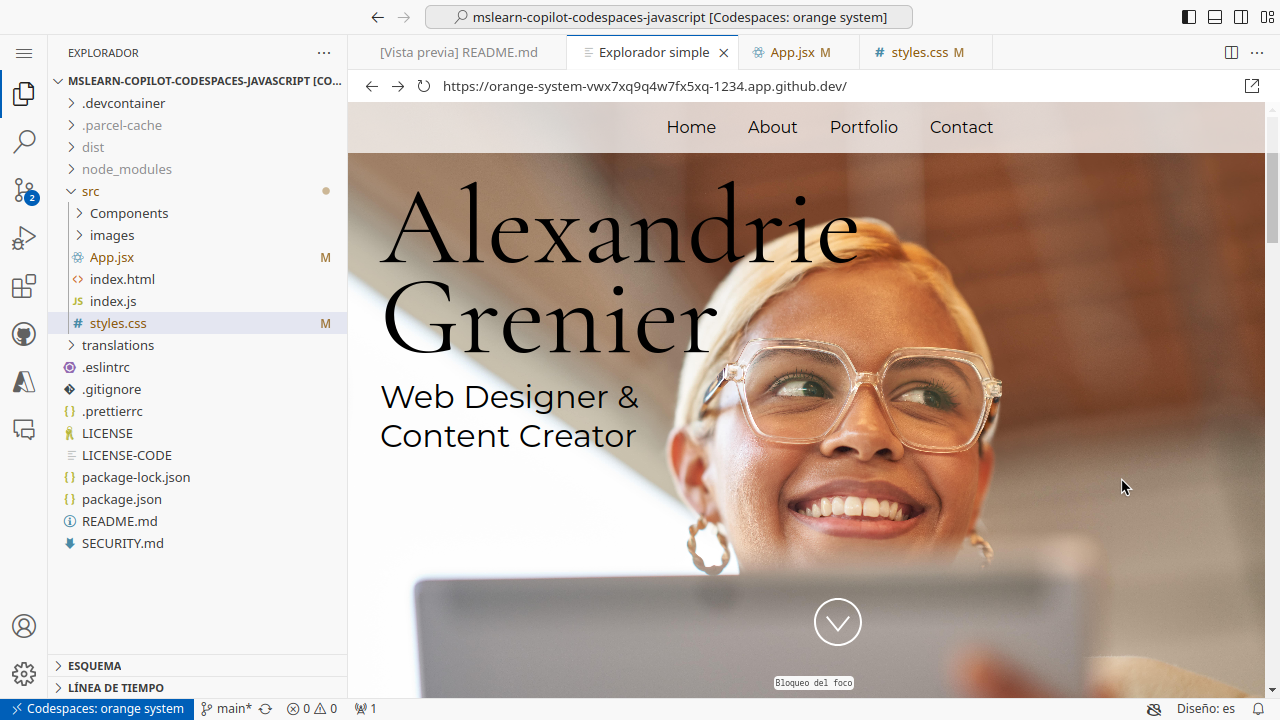 mslearn-copilot-codespaces-javascript [Codespaces: orange system]
EXPLORADOR
MSLEARN-COPILOT-CODESPACES-JAVASCRIPT [CO...
.devcontainer
.parcel-cache
dist
node_modules
src
Components
images
App.jsx M
index.html
JS index.js
# styles.css M
translations
.eslintrc
.gitignore
{} .prettierrc
LICENSE
LICENSE-CODE
{} package-lock.json
{} package.json
README.md
SECURITY.md
ESQUEMA
LÍNEA DE TIEMPO
2
[Vista previa] README.md
Explorador simple
App.jsx M
# styles.css M
https://orange-system-vwx7xq9q4w7fx5xq-1234.app.github.dev/
Home About Portfolio Contact
Alexandrie
Grenier
Web Designer &
Content Creator
Bloqueo del foco
Codespaces: orange system main* 0 0 1 Diseño: es